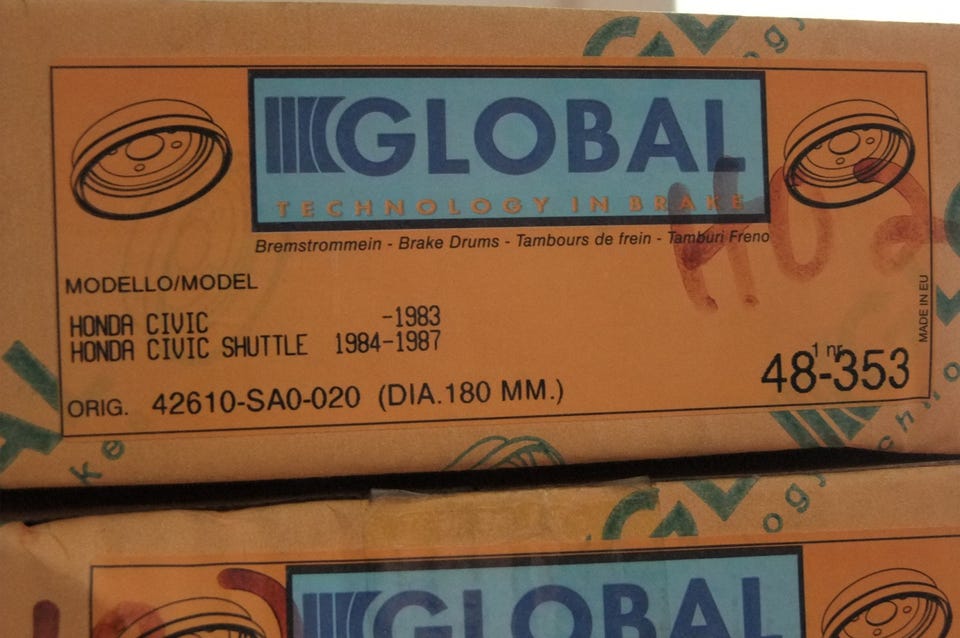 GLOBAL
TECHNOLOGY IN BRAKE
Bremstrommein - Brake Drums - Tambours de frein - Tamburi Freno
MODELLO/MODEL
HONDA CIVIC -1983
HONDA CIVIC SHUTTLE 1984-1987
ORIG. 42610-SA0-020 (DIA.180 MM.)
1 nr.
48-353
MADE IN EU
GLOBAL